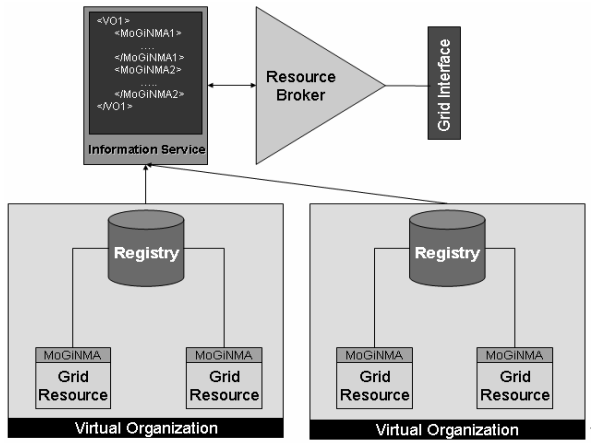 <VO1>
<MoGiNMA1>
....
</MoGiNMA1>
<MoGiNMA2>
.....
</MoGiNMA2>
</VO1>
Information Service
Resource
Broker
Grid Interface
Registry
MoGiNMA
Grid
Resource
MoGiNMA
Grid
Resource
Virtual Organization
Registry
MoGiNMA
Grid
Resource
MoGiNMA
Grid
Resource
Virtual Organization